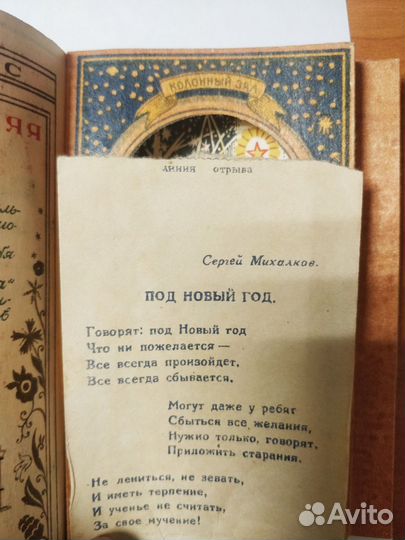 С
КОЛОННЫЙ ЗАЛ
ЯЯ
линия отрыва
Сергей Михалков.
ПОД НОВЫЙ ГОД.
Говорят: под Новый год
Что ни пожелается —
Все всегда произойдет,
Все всегда сбывается.
Могут даже у ребят
Сбыться все желания,
Нужно только, говорят,
Приложить старания.
Не лениться, не зевать,
И иметь терпение,
И ученье не считать,
За свое мучение!
Avito